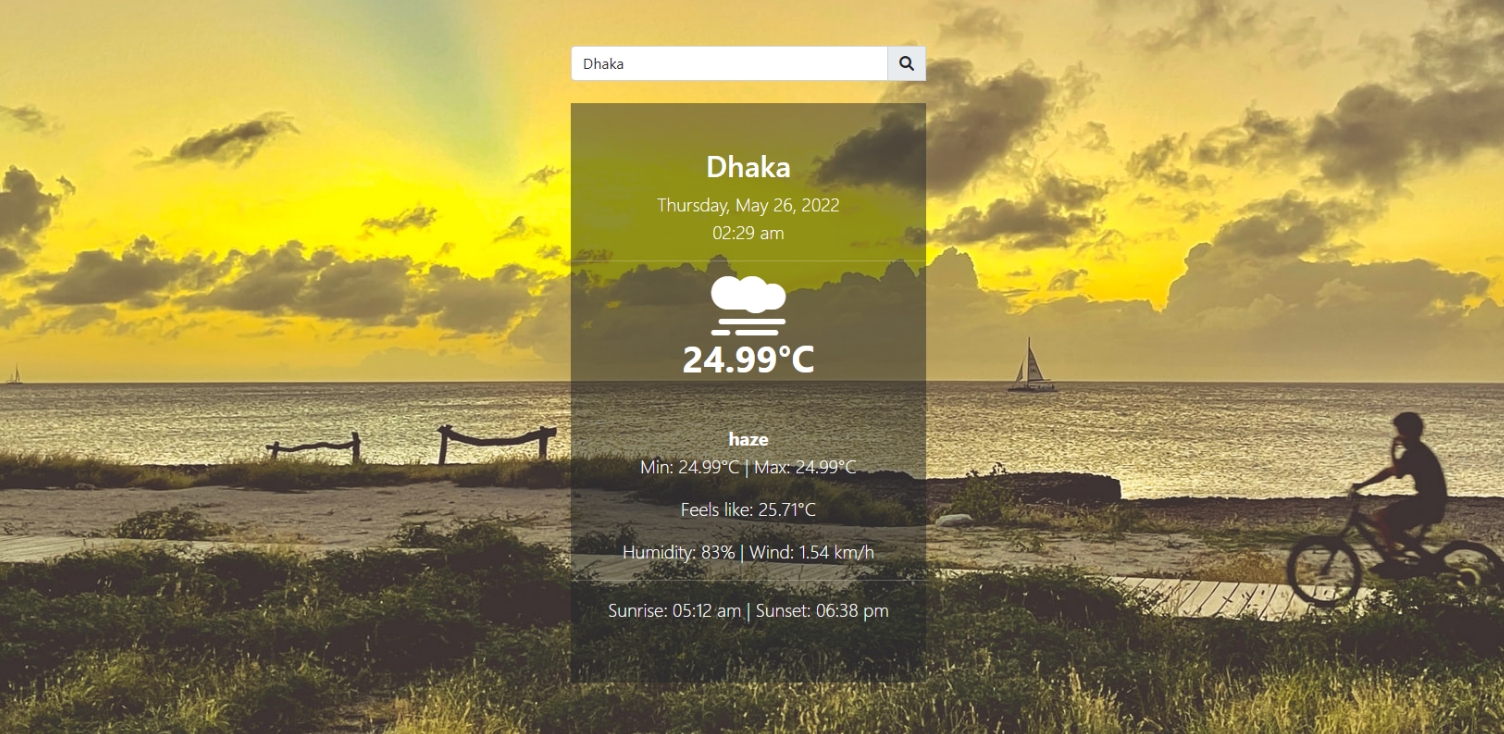 Dhaka
Dhaka
Thursday, May 26, 2022
02:29 am
24.99°C
haze
Min: 24.99°C | Max: 24.99°C
Feels like: 25.71°C
Humidity: 83% | Wind: 1.54 km/h
Sunrise: 05:12 am | Sunset: 06:38 pm